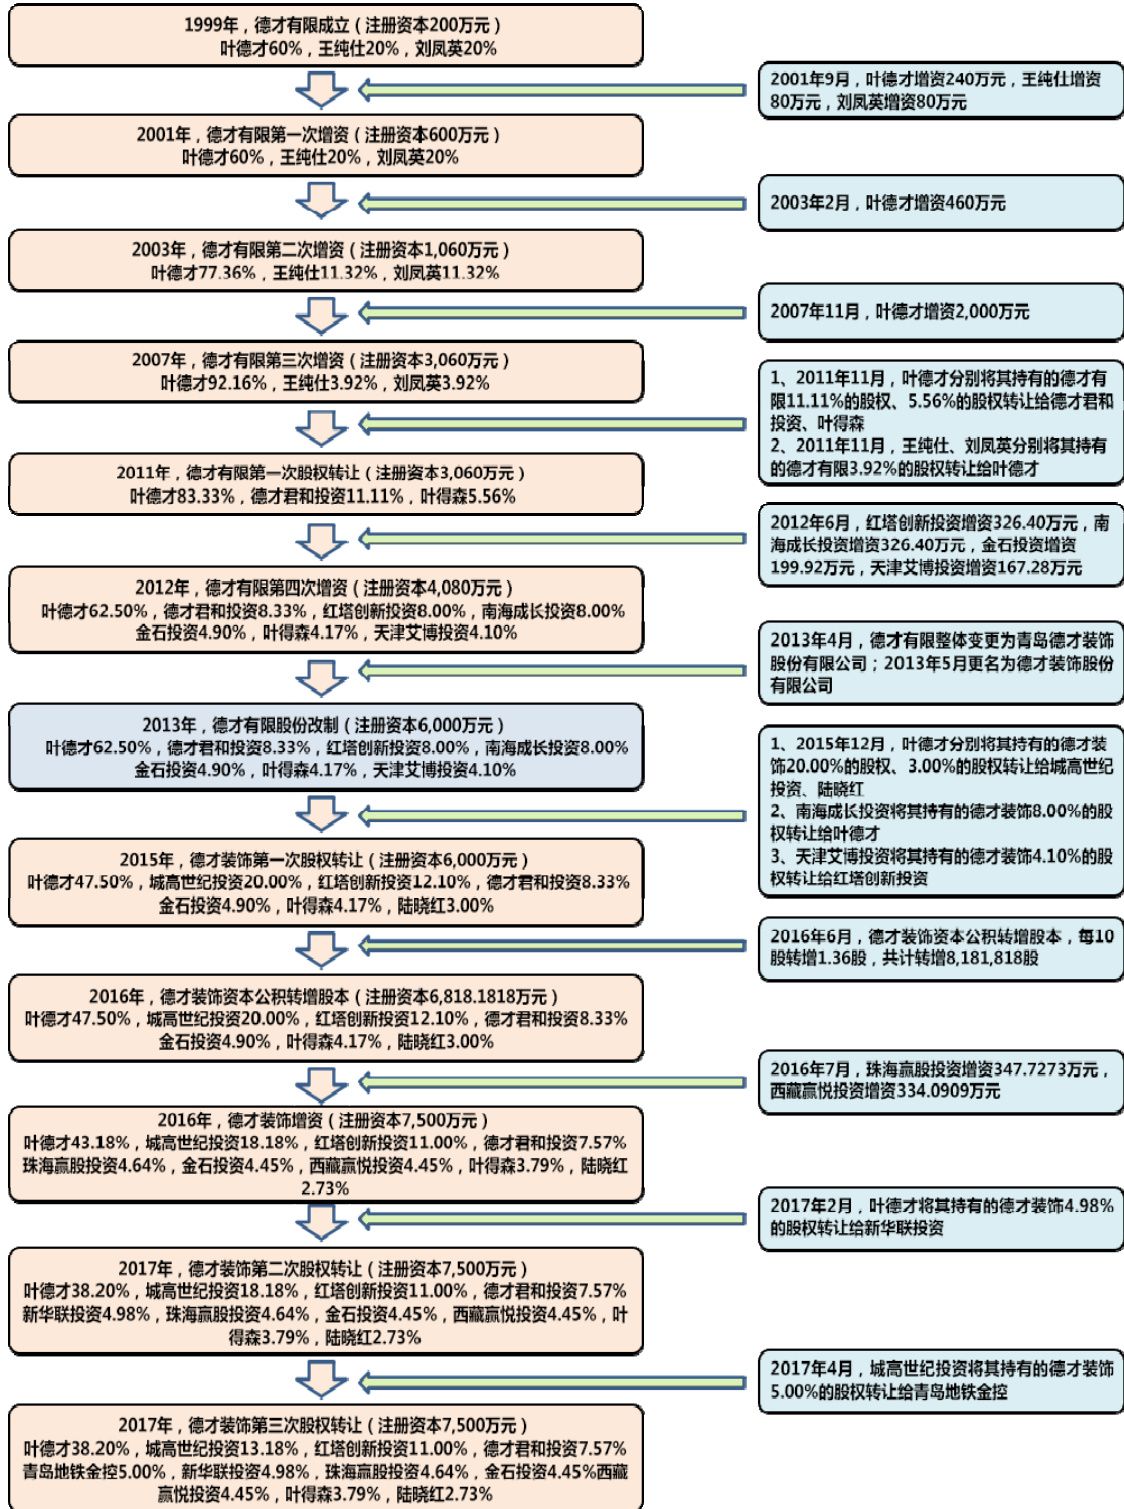 1999年，德才有限成立（注册资本200万元）
叶德才60%，王纯仕20%，刘凤英20%
2001年9月，叶德才增资240万元，王纯仕增资
80万元，刘凤英增资80万元
2001年，德才有限第一次增资（注册资本600万元）
叶德才60%，王纯仕20%，刘凤英20%
2003年2月，叶德才增资460万元
2003年，德才有限第二次增资（注册资本1,060万元）
叶德才77.36%，王纯仕11.32%，刘凤英11.32%
2007年11月，叶德才增资2,000万元
2007年，德才有限第三次增资（注册资本3,060万元）
叶德才92.16%，王纯仕3.92%，刘凤英3.92%
1、2011年11月，叶德才分别将其持有的德才有
限11.11%的股权、5.56%的股权转让给德才君和
投资、叶得森
2、2011年11月，王纯仕、刘凤英分别将其持有
的德才有限3.92%的股权转让给叶德才
2011年，德才有限第一次股权转让（注册资本3,060万元）
叶德才83.33%，德才君和投资11.11%，叶得森5.56%
2012年6月，红塔创新投资增资326.40万元，南
海成长投资增资326.40万元，金石投资增资
199.92万元，天津艾博投资增资167.28万元
2012年，德才有限第四次增资（注册资本4,080万元）
叶德才62.50%，德才君和投资8.33%，红塔创新投资8.00%，南海成长投资8.00%
金石投资4.90%，叶得森4.17%，天津艾博投资4.10%
2013年4月，德才有限整体变更为青岛德才装饰
股份有限公司；2013年5月更名为德才装饰股份
有限公司
2013年，德才有限股份改制（注册资本6,000万元）
叶德才62.50%，德才君和投资8.33%，红塔创新投资8.00%，南海成长投资8.00%
金石投资4.90%，叶得森4.17%，天津艾博投资4.10%
1、2015年12月，叶德才分别将其持有的德才装
饰20.00%的股权、3.00%的股权转让给城高世纪
投资、陆晓红
2、南海成长投资将其持有的德才装饰8.00%的股
权转让给叶德才
3、天津艾博投资将其持有的德才装饰4.10%的股
权转让给红塔创新投资
2015年，德才装饰第一次股权转让（注册资本6,000万元）
叶德才47.50%，城高世纪投资20.00%，红塔创新投资12.10%，德才君和投资8.33%
金石投资4.90%，叶得森4.17%，陆晓红3.00%
2016年6月，德才装饰资本公积转增股本，每10
股转增1.36股，共计转增8,181,818股
2016年，德才装饰资本公积转增股本（注册资本6,818.1818万元）
叶德才47.50%，城高世纪投资20.00%，红塔创新投资12.10%，德才君和投资8.33%
金石投资4.90%，叶得森4.17%，陆晓红3.00%
2016年7月，珠海赢股投资增资347.7273万元，
西藏赢悦投资增资334.0909万元
2016年，德才装饰增资（注册资本7,500万元）
叶德才43.18%，城高世纪投资18.18%，红塔创新投资11.00%，德才君和投资7.57%
珠海赢股投资4.64%，金石投资4.45%，西藏赢悦投资4.45%，叶得森3.79%，陆晓红
2.73%
2017年2月，叶德才将其持有的德才装饰4.98%
的股权转让给新华联投资
2017年，德才装饰第二次股权转让（注册资本7,500万元）
叶德才38.20%，城高世纪投资18.18%，红塔创新投资11.00%，德才君和投资7.57%
新华联投资4.98%，珠海赢股投资4.64%，金石投资4.45%，西藏赢悦投资4.45%，叶
得森3.79%，陆晓红2.73%
2017年4月，城高世纪投资将其持有的德才装饰
5.00%的股权转让给青岛地铁金控
2017年，德才装饰第三次股权转让（注册资本7,500万元）
叶德才38.20%，城高世纪投资13.18%，红塔创新投资11.00%，德才君和投资7.57%
青岛地铁金控5.00%，新华联投资4.98%，珠海赢股投资4.64%，金石投资4.45%西藏
赢悦投资4.45%，叶得森3.79%，陆晓红2.73%